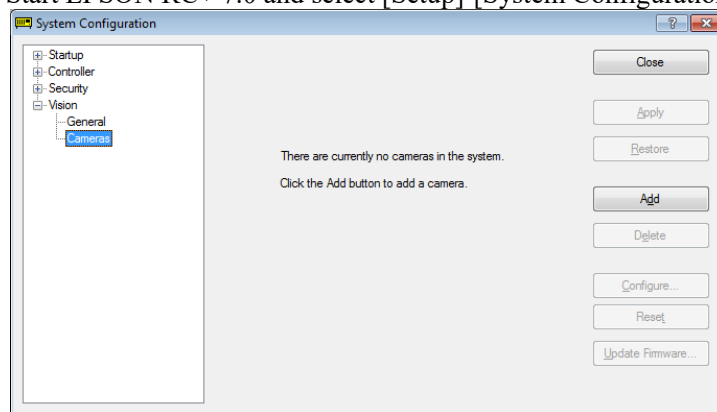 Start EPSON RC+ 7.0 and select [Setup]-[System Configuration
System Configuration
Startup
Controller
Security
Vision
General
Cameras
There are currently no cameras in the system.
Click the Add button to add a camera.
Close
Apply
Restore
Add
Delete
Configure...
Reset
Update Firmware...